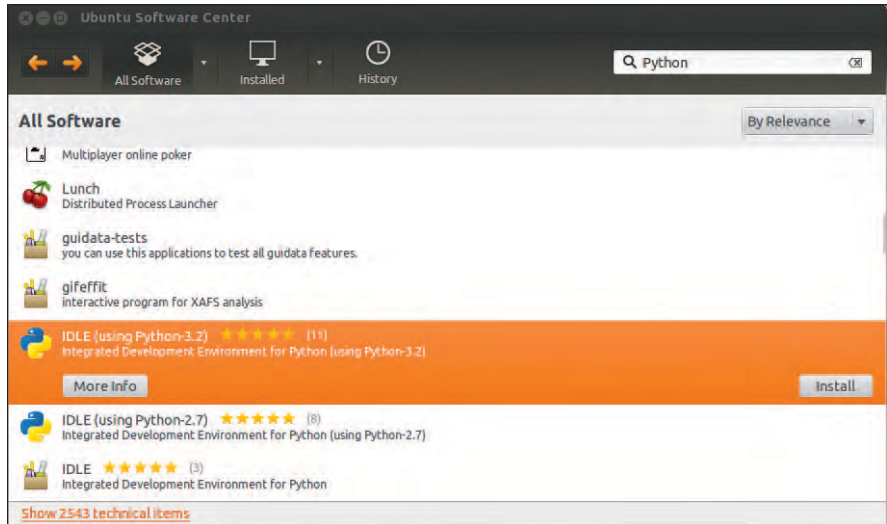 Ubuntu Software Center
All Software
Installed
History
Python
All Software
By Relevance
Multiplayer online poker
Lunch
Distributed Process Launcher
guidata-tests
you can use this applications to test all guidata features.
gifeffit
interactive program for XAFS analysis
IDLE (using Python-3.2) (11)
Integrated Development Environment for Python (using Python-3.2)
More Info
Install
IDLE (using Python-2.7) (8)
Integrated Development Environment for Python (using Python-2.7)
IDLE (3)
Integrated Development Environment for Python
Show 2543 technical items